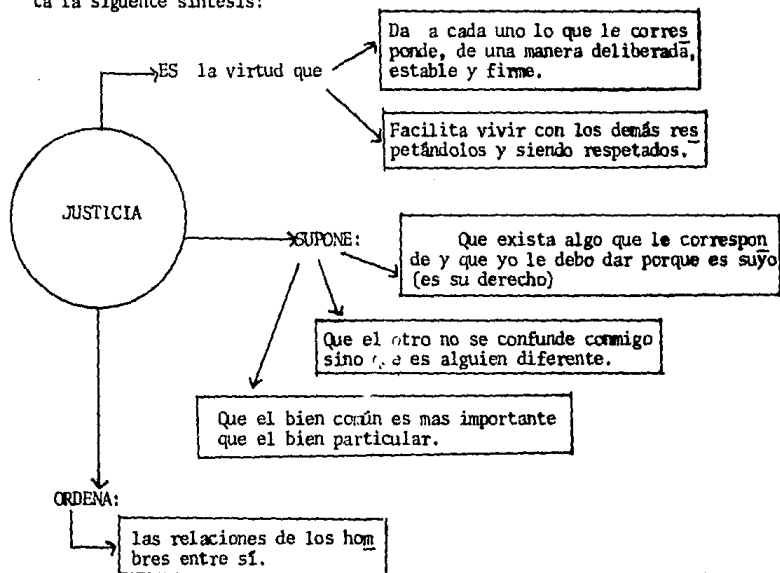 ta la siguence sintesis:
Da a cada uno lo que le corres
ponde, de una manera deliberada,
estable y firme.
ES la virtud que
Facilita vivir con los demás res
petándolos y siendo respetados.
JUSTICIA
SUPONE:
Que exista algo que le correspon
de y que yo le debo dar porque es suyo
(es su derecho)
Que el otro no se confunde conmigo
sino que es alguien diferente.
Que el bien común es mas importante
que el bien particular.
ORDENA:
las relaciones de los hom
bres entre sí.